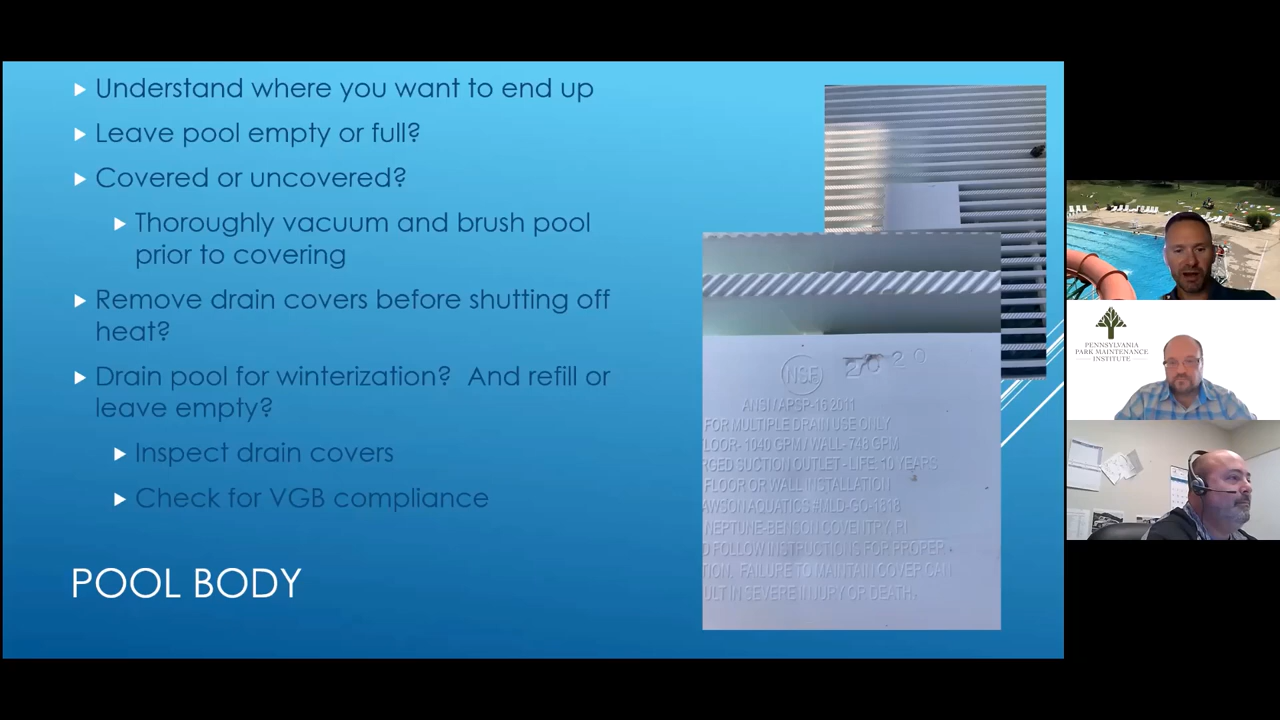 Understand where you want to end up
Leave pool empty or full?
Covered or uncovered?
Thoroughly vacuum and brush pool
prior to covering
Remove drain covers before shutting off
heat?
Drain pool for winterization? And refill or
leave empty?
Inspect drain covers
Check for VGB compliance
POOL BODY
NSF
ANSI/APSP-16 2011
FOR MULTIPLE DRAIN USE ONLY
LOOR- 1040 GPM / WALL-748 GPM
RGED SUCTION OUTLET - LIFE: 10 YEARS
FLOOR OR WALL INSTALLATION
AWSON AQUATICS #MLD-GO-1818
NEPTUNE-BENSON COVENTRY, RI
D FOLLOW INSTRUCTIONS FOR PROPER
TION. FAILURE TO MAINTAIN COVER CAN
ULT IN SEVERE INJURY OR DEATH.
PENNSYLVANIA
PARK MAINTENANCE
INSTITUTE